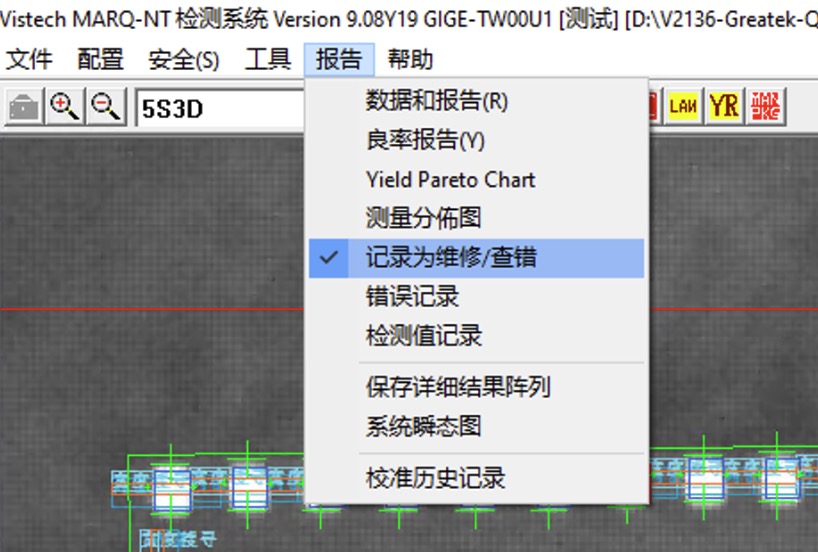 Vistech MARQ-NT 检测系统 Version 9.08Y19 GIGE-TW00U1 [测试] [D:\V2136-Greatek-Q
文件 配置 安全(S) 工具 报告 帮助
5S3D LAN YR
数据和报告(R)
良率报告(Y)
Yield Pareto Chart
测量分佈图
记录为维修/查错
错误记录
检测值记录
保存详细结果阵列
系统瞬态图
校准历史记录